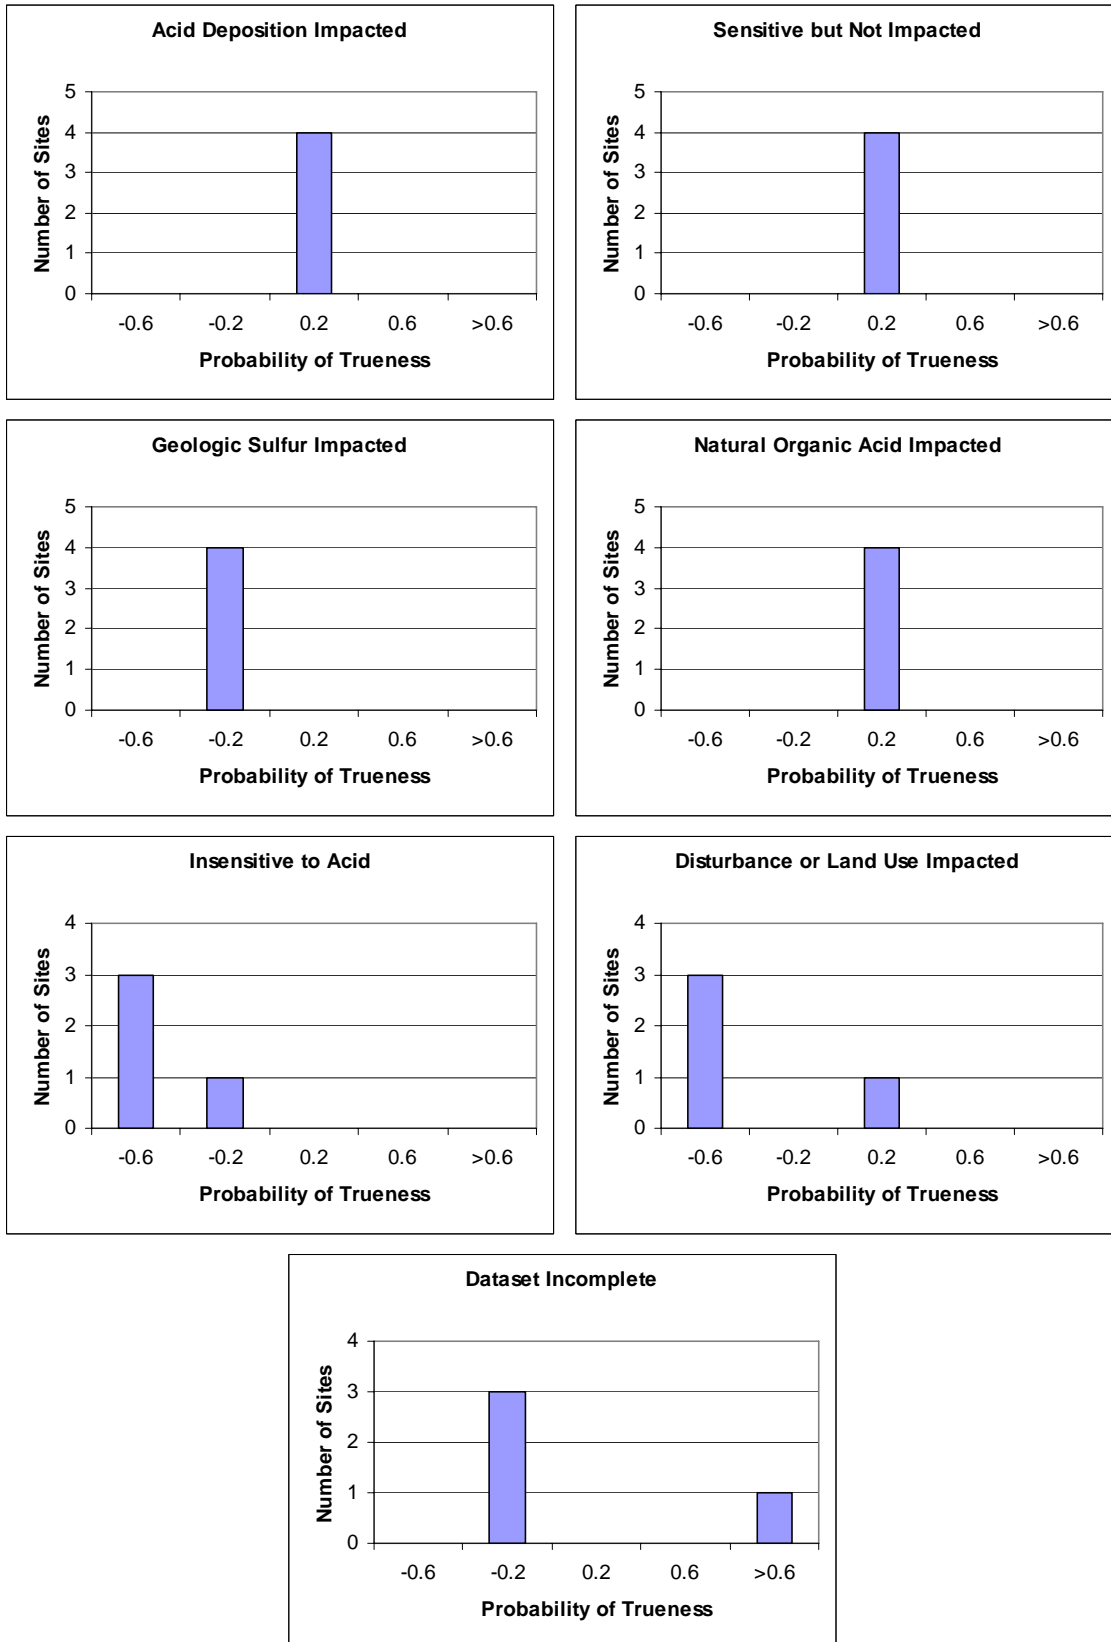 Acid Deposition Impacted
5
4
3
2
1
0
Number of Sites
-0.6 -0.2 0.2 0.6 >0.6
Probability of Trueness
Sensitive but Not Impacted
5
4
3
2
1
0
Number of Sites
-0.6 -0.2 0.2 0.6 >0.6
Probability of Trueness
Geologic Sulfur Impacted
5
4
3
2
1
0
Number of Sites
-0.6 -0.2 0.2 0.6 >0.6
Probability of Trueness
Natural Organic Acid Impacted
5
4
3
2
1
0
Number of Sites
-0.6 -0.2 0.2 0.6 >0.6
Probability of Trueness
Insensitive to Acid
4
3
2
1
0
Number of Sites
-0.6 -0.2 0.2 0.6 >0.6
Probability of Trueness
Disturbance or Land Use Impacted
4
3
2
1
0
Number of Sites
-0.6 -0.2 0.2 0.6 >0.6
Probability of Trueness
Dataset Incomplete
4
3
2
1
0
Number of Sites
-0.6 -0.2 0.2 0.6 >0.6
Probability of Trueness